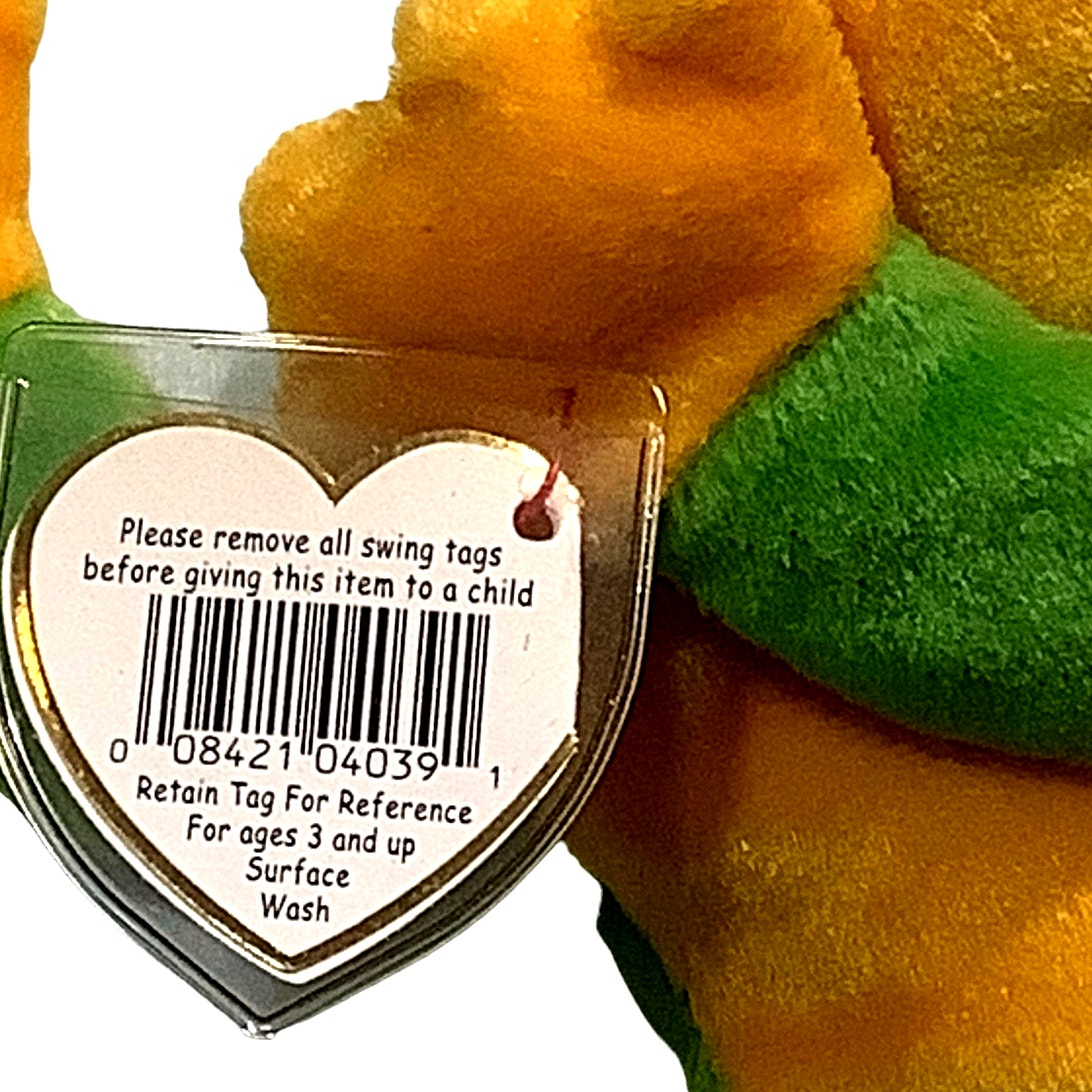 Please remove all swing tags
before giving this item to a child
0 08421 04039 1
Retain Tag For Reference
For ages 3 and up
Surface
Wash